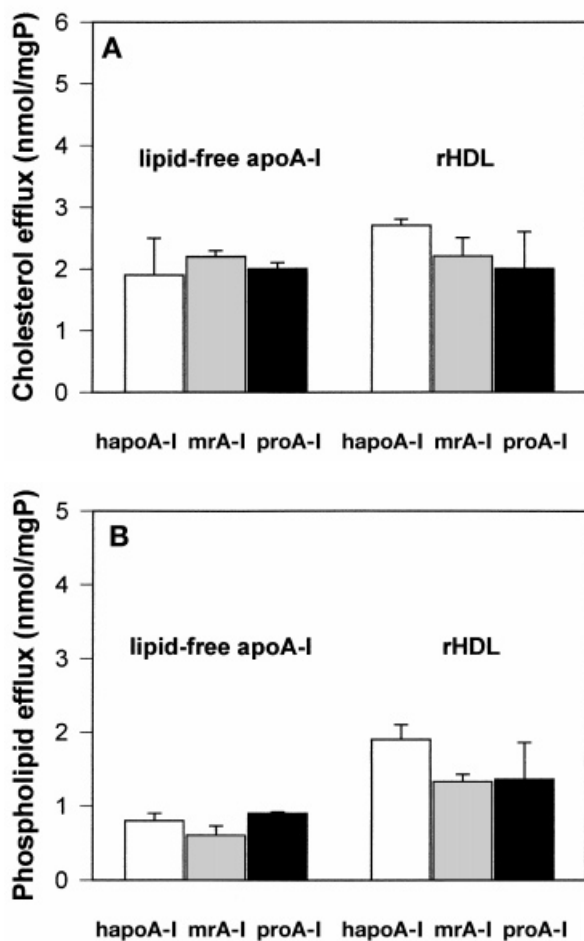 A
Cholesterol efflux (nmol/mgP)
6
5
4
3
2
1
0
lipid-free apoA-I rHDL
hapoA-I mrA-I proA-I hapoA-I mrA-I proA-I
B
Phospholipid efflux (nmol/mgP)
5
4
3
2
1
0
lipid-free apoA-I rHDL
hapoA-I mrA-I proA-I hapoA-I mrA-I proA-I